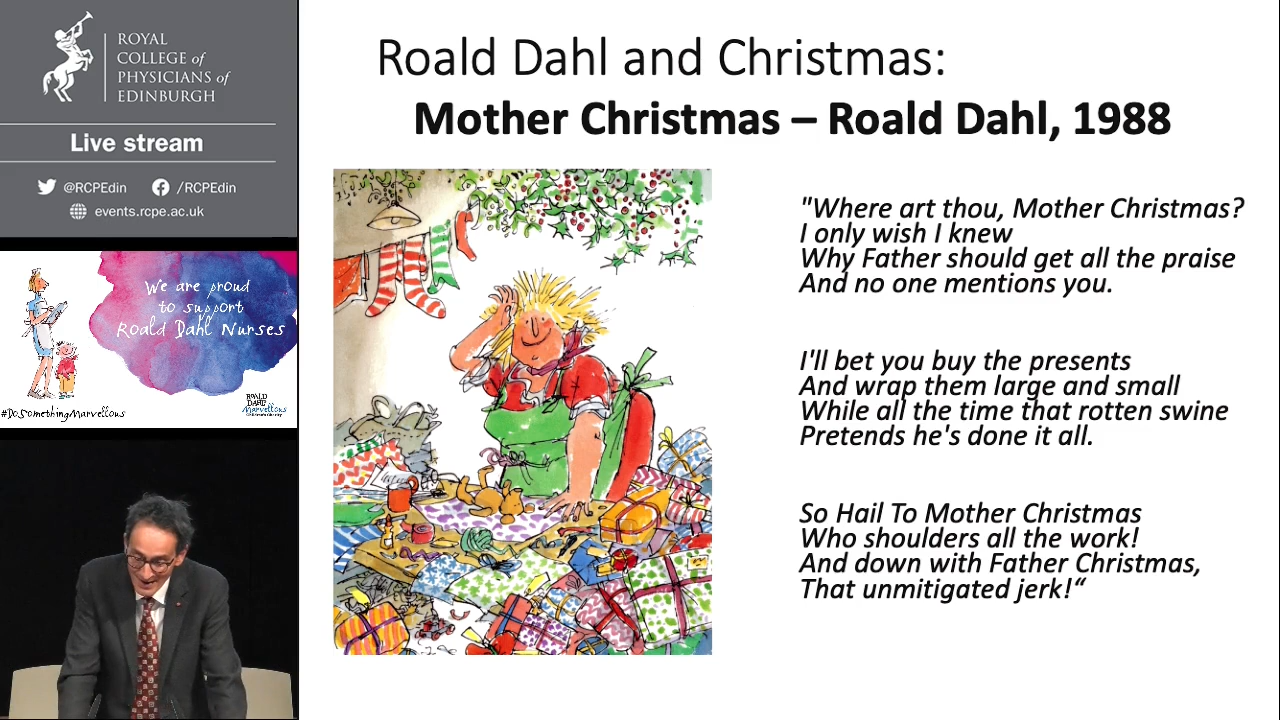 ROYAL
COLLEGE of
PHYSICIANS of
EDINBURGH
Live stream
@RCPEdin
/RCPEdin
events.rcpe.ac.uk
We are proud
to support
Roald Dahl Nurses
#DoSomethingMarvellous
ROALD
DAHL'S
Marvellous
Roald Dahl and Christmas:
Mother Christmas – Roald Dahl, 1988
"Where art thou, Mother Christmas?
I only wish I knew
Why Father should get all the praise
And no one mentions you.
I'll bet you buy the presents
And wrap them large and small
While all the time that rotten swine
Pretends he's done it all.
So Hail To Mother Christmas
Who shoulders all the work!
And down with Father Christmas,
That unmitigated jerk!“